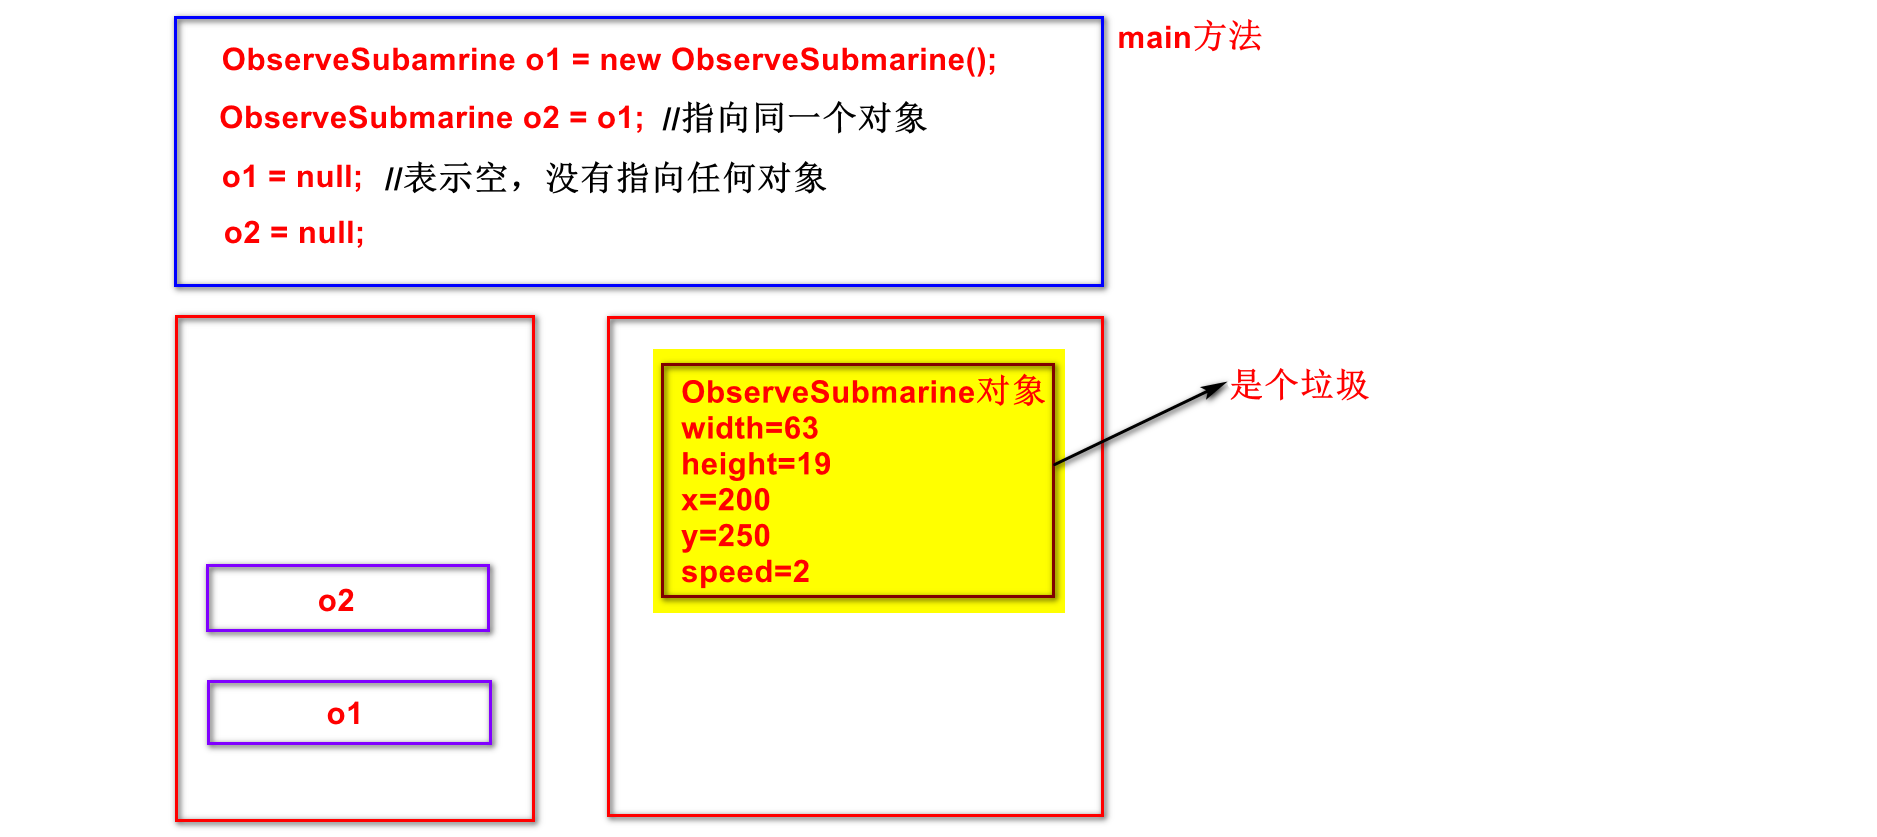 ObserveSubamrine o1 = new ObserveSubmarine();
main方法
ObserveSubmarine o2 = o1; //指向同一个对象
o1 = null; //表示空，没有指向任何对象
o2 = null;
ObserveSubmarine对象
width=63
height=19
x=200
y=250
speed=2
是个垃圾
o2
o1